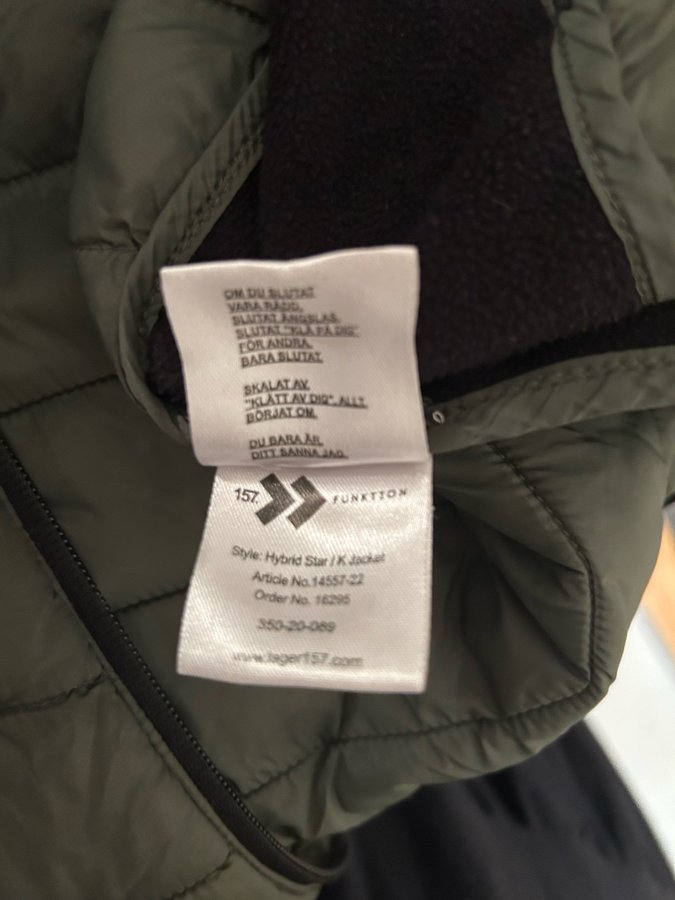 OM DU SLUTAT
VARA RÄDD,
SLUTAT ÄNGSLAS,
SLUTAT "KLÄ PÅ DIG"
FÖR ANDRA.
BARA SLUTAT.
SKALAT AV,
"KLÄTT AV DIG", ALLT.
BÖRJAT OM.
DU BARA ÄR.
DITT SANNA JAG.
157. FUNKTION
Style: Hybrid Star / K Jacket
Article No.14557-22
Order No. 16295
350-20-089
www.lager157.com